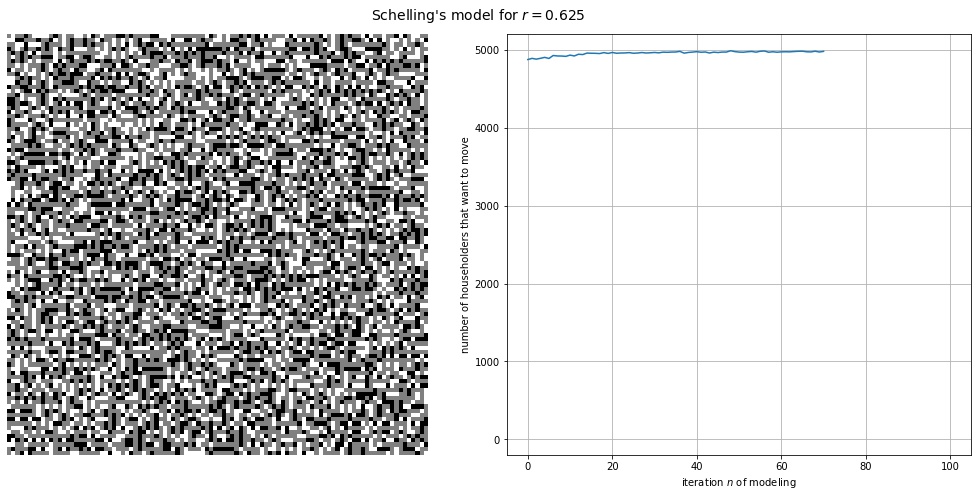 Schelling's model for r = 0.625
number of householders that want to move
5000
4000
3000
2000
1000
0
0 20 40 60 80 100
iteration n of modeling